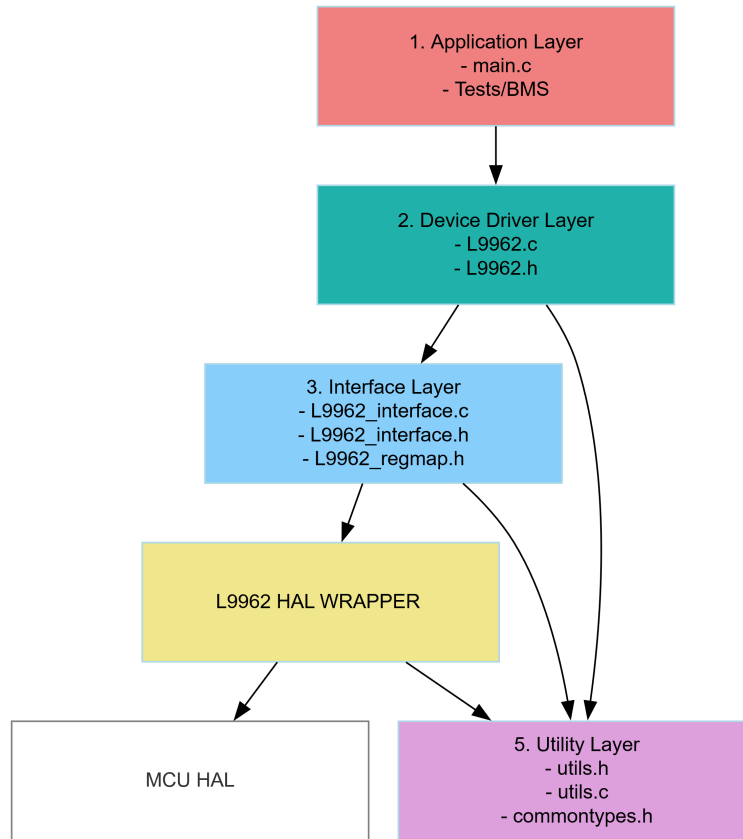 1. Application Layer
- main.c
- Tests/BMS
2. Device Driver Layer
- L9962.c
- L9962.h
3. Interface Layer
- L9962_interface.c
- L9962_interface.h
- L9962_regmap.h
L9962 HAL WRAPPER
MCU HAL
5. Utility Layer
- utils.h
- utils.c
- commontypes.h